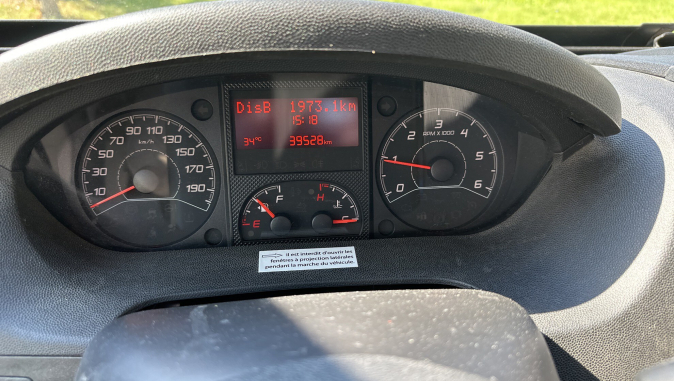 DisB 1973.1km
15:18
34°C 39528km
10 30 50 70 90 110 130 150 170 190
km/h
F
E
H
C
0 1 2 3 4 5 6
RPM X 1000
il est interdit d'ouvrir les
fenêtres à projection latérales
pendant la marche du véhicule.